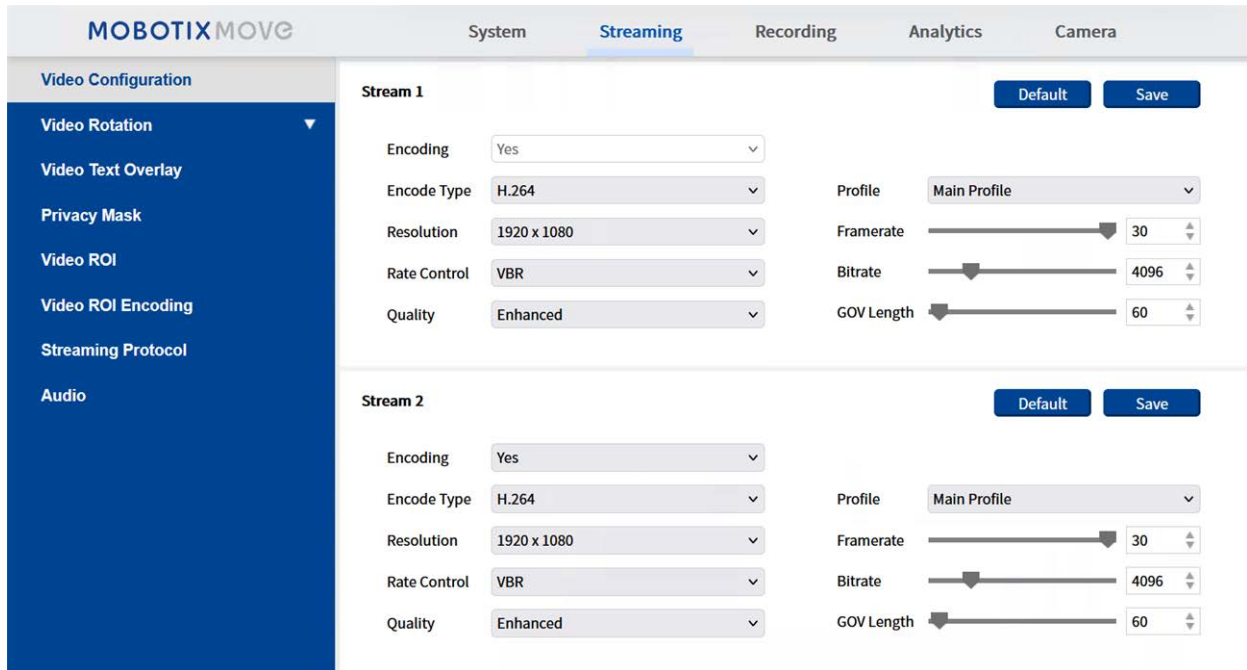 MOBOTIXMOVE
System Streaming Recording Analytics Camera
Video Configuration
Video Rotation
Video Text Overlay
Privacy Mask
Video ROI
Video ROI Encoding
Streaming Protocol
Audio
Stream 1 Default Save
Encoding Yes
Encode Type H.264 Profile Main Profile
Resolution 1920 x 1080 Framerate 30
Rate Control VBR Bitrate 4096
Quality Enhanced GOV Length 60
Stream 2 Default Save
Encoding Yes
Encode Type H.264 Profile Main Profile
Resolution 1920 x 1080 Framerate 30
Rate Control VBR Bitrate 4096
Quality Enhanced GOV Length 60